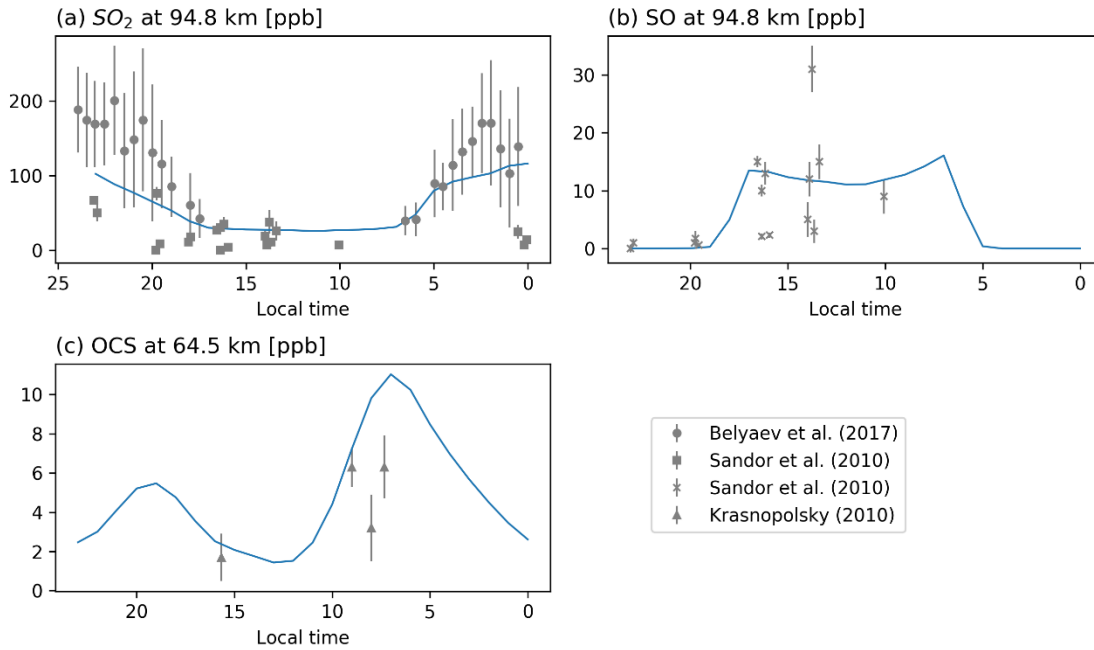 (a) SO₂ at 94.8 km [ppb]
200
100
0
25 20 15 10 5 0
Local time
(b) SO at 94.8 km [ppb]
30
20
10
0
20 15 10 5 0
Local time
(c) OCS at 64.5 km [ppb]
10
8
6
4
2
0
20 15 10 5 0
Local time
Belyaev et al. (2017)
Sandor et al. (2010)
Sandor et al. (2010)
Krasnopolsky (2010)